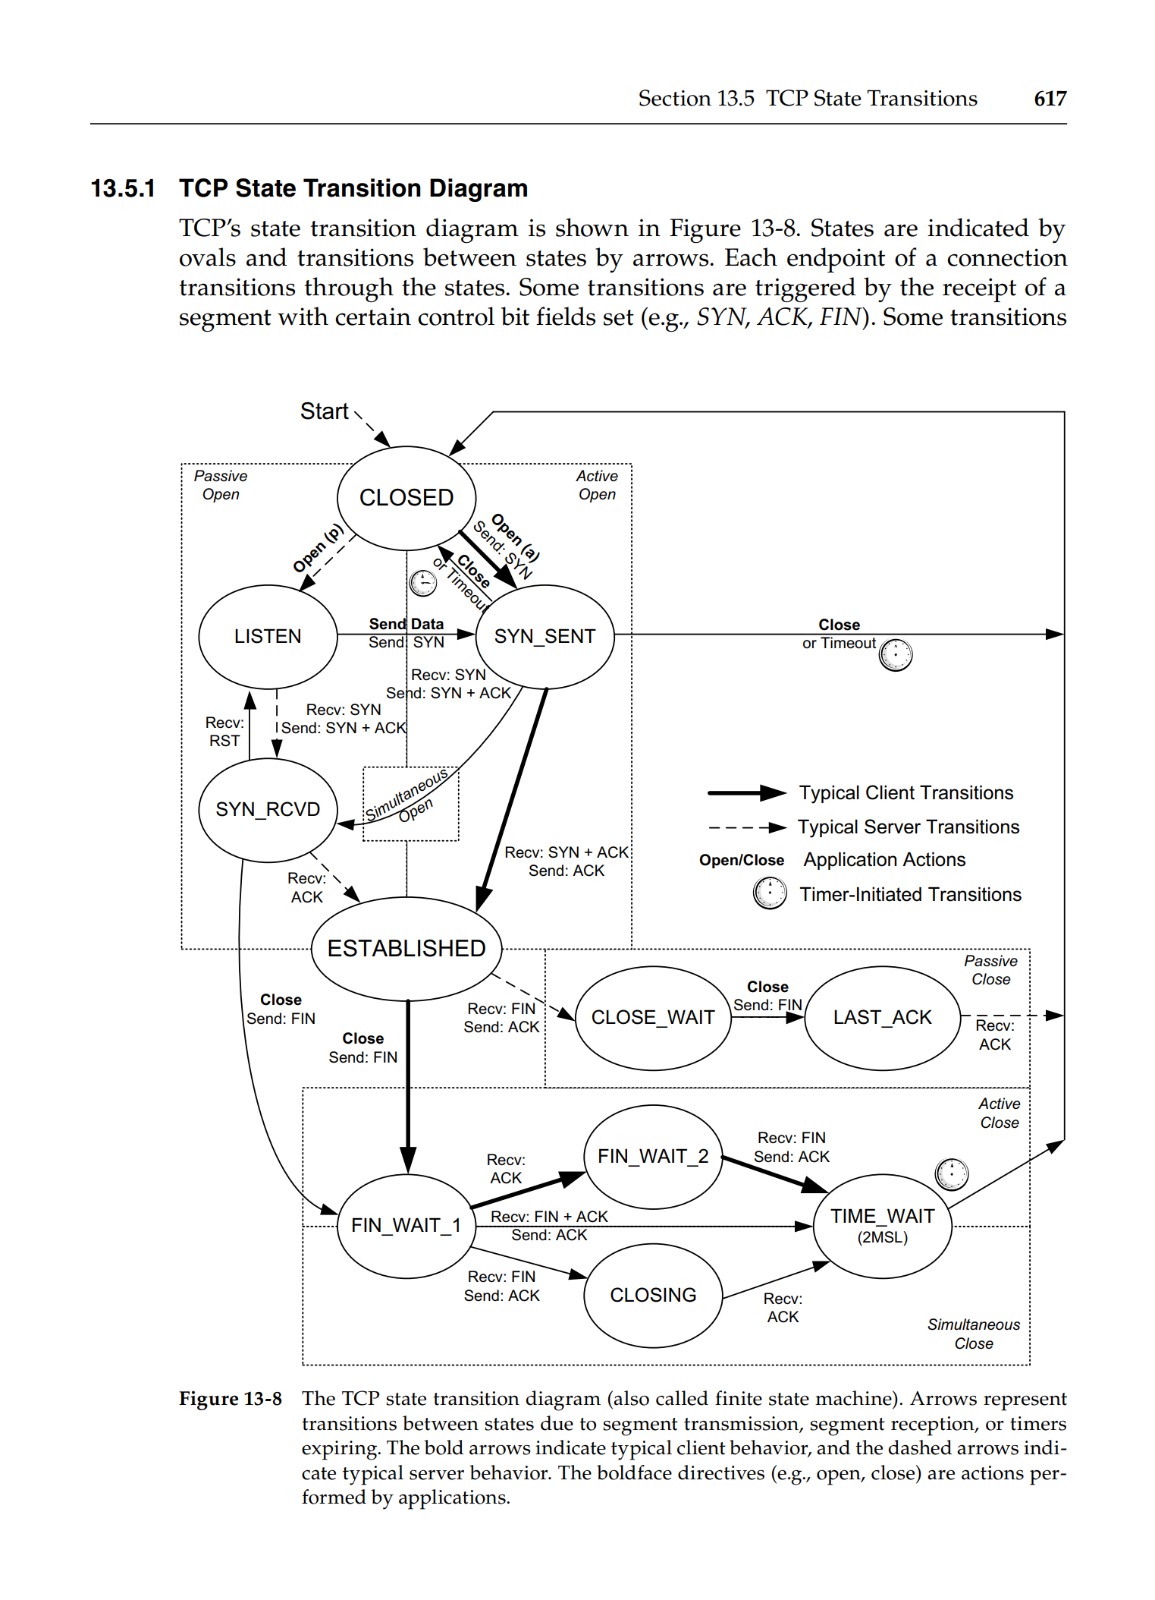 Section 13.5 TCP State Transitions 617
13.5.1 TCP State Transition Diagram
TCP's state transition diagram is shown in Figure 13-8. States are indicated by
ovals and transitions between states by arrows. Each endpoint of a connection
transitions through the states. Some transitions are triggered by the receipt of a
segment with certain control bit fields set (e.g., SYN, ACK, FIN). Some transitions
Start
Passive
Open
CLOSED
Active
Open
Open (p)
Open (a)
Send: SYN
Close
or Timeout
LISTEN
Send Data
Send: SYN
SYN_SENT
Close
or Timeout
Recv: SYN
Send: SYN + ACK
Recv:
RST
Recv: SYN
Send: SYN + ACK
SYN_RCVD
Simultaneous
Open
Typical Client Transitions
Typical Server Transitions
Open/Close Application Actions
Timer-Initiated Transitions
Recv: SYN + ACK
Send: ACK
Recv:
ACK
ESTABLISHED
Passive
Close
Close
Send: FIN
Recv: FIN
Send: ACK
CLOSE_WAIT
Close
Send: FIN
LAST_ACK
Recv:
ACK
Close
Send: FIN
Active
Close
Recv:
ACK
FIN_WAIT_2
Recv: FIN
Send: ACK
FIN_WAIT_1
Recv: FIN + ACK
Send: ACK
TIME_WAIT
(2MSL)
Recv: FIN
Send: ACK
CLOSING
Recv:
ACK
Simultaneous
Close
Figure 13-8 The TCP state transition diagram (also called finite state machine). Arrows represent
transitions between states due to segment transmission, segment reception, or timers
expiring. The bold arrows indicate typical client behavior, and the dashed arrows indi-
cate typical server behavior. The boldface directives (e.g., open, close) are actions per-
formed by applications.